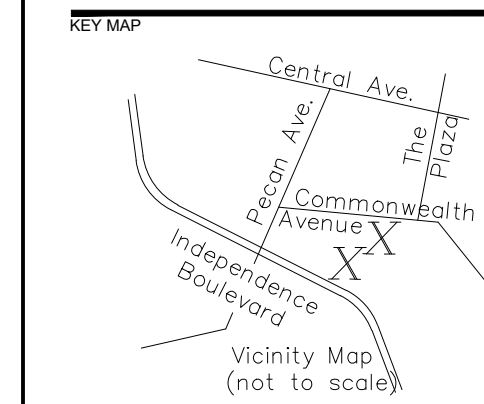 KEY MAP
Central Ave.
Pecan Ave.
The
Plaza
Commonwealth
Avenue
X
X
Independence
Boulevard
Vicinity Map
(not to scale)